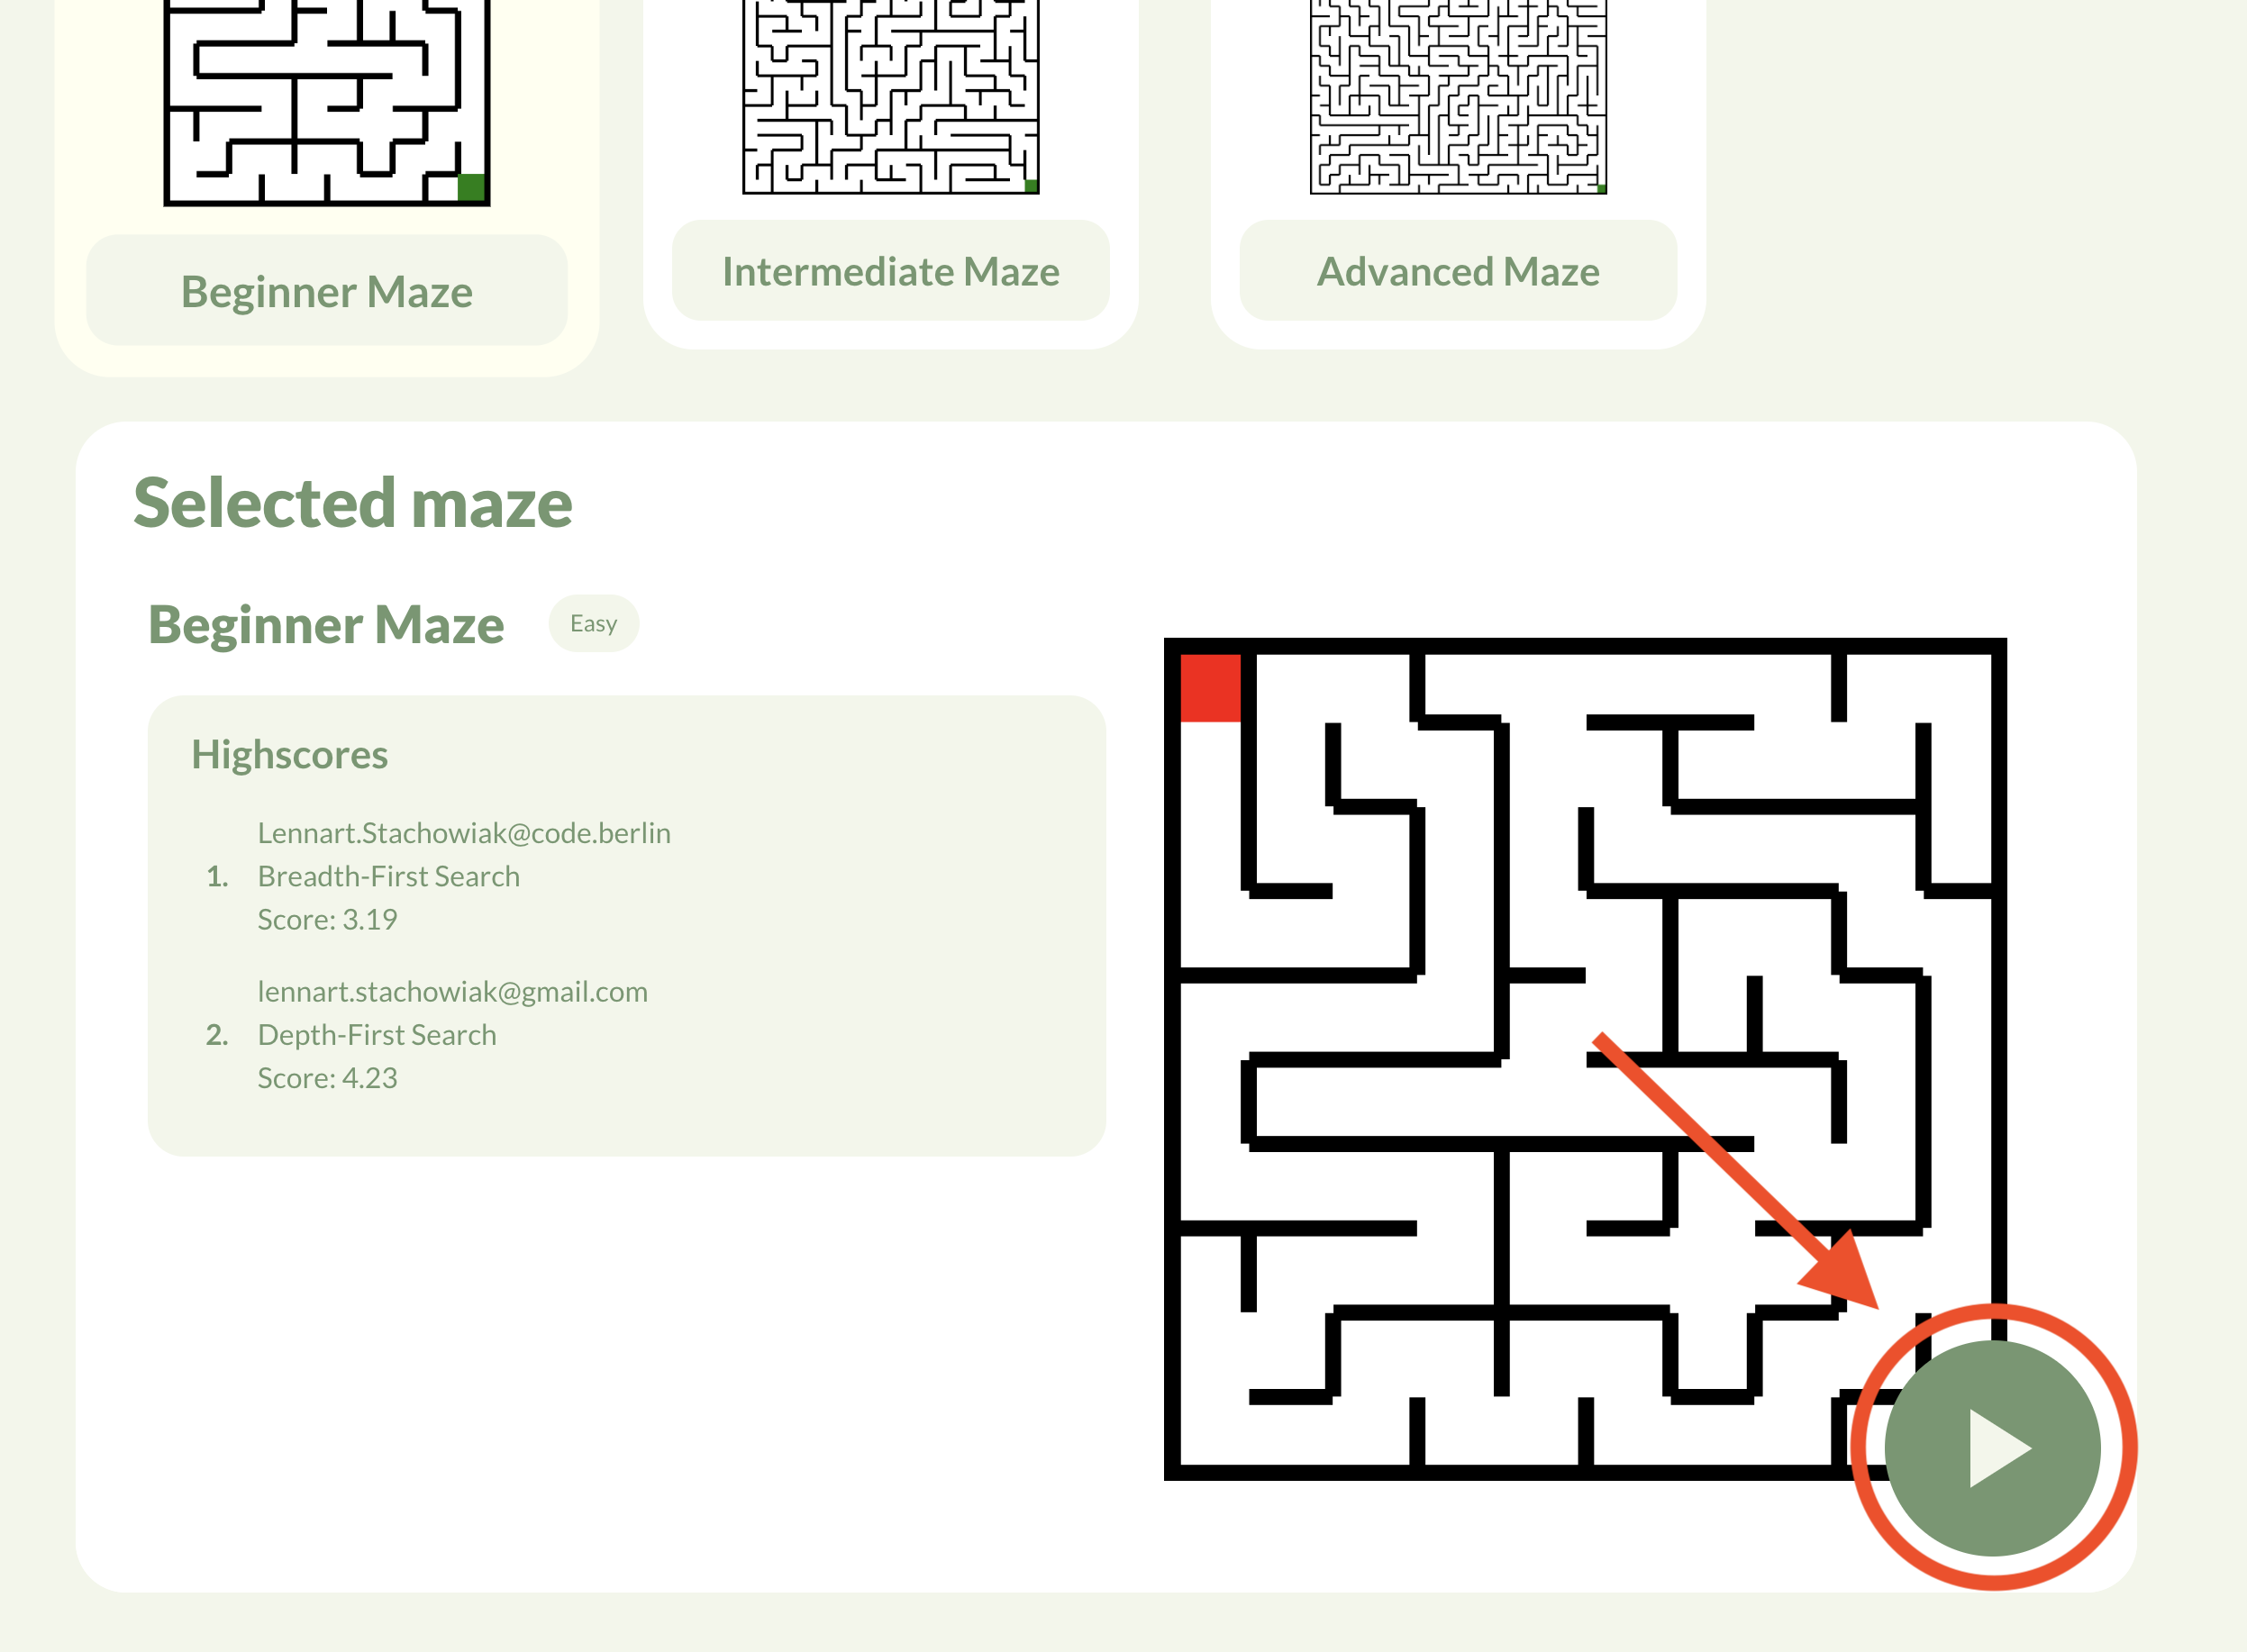 Beginner Maze
Intermediate Maze
Advanced Maze
Selected maze
Beginner Maze
Easy
Highscores
Lennart.Stachowiak@code.berlin
1. Breadth-First Search
Score: 3.19
lennart.stachowiak@gmail.com
2. Depth-First Search
Score: 4.23